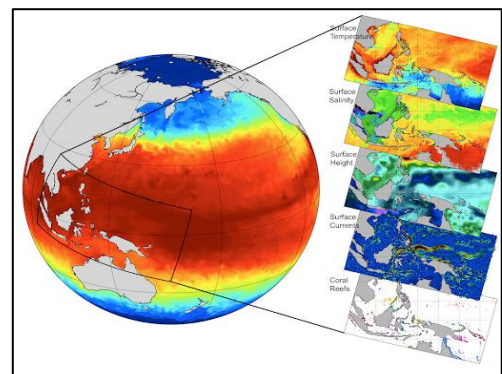 Surface
Temperature
Surface
Salinity
Surface
Height
Surface
Currents
Coral
Reefs